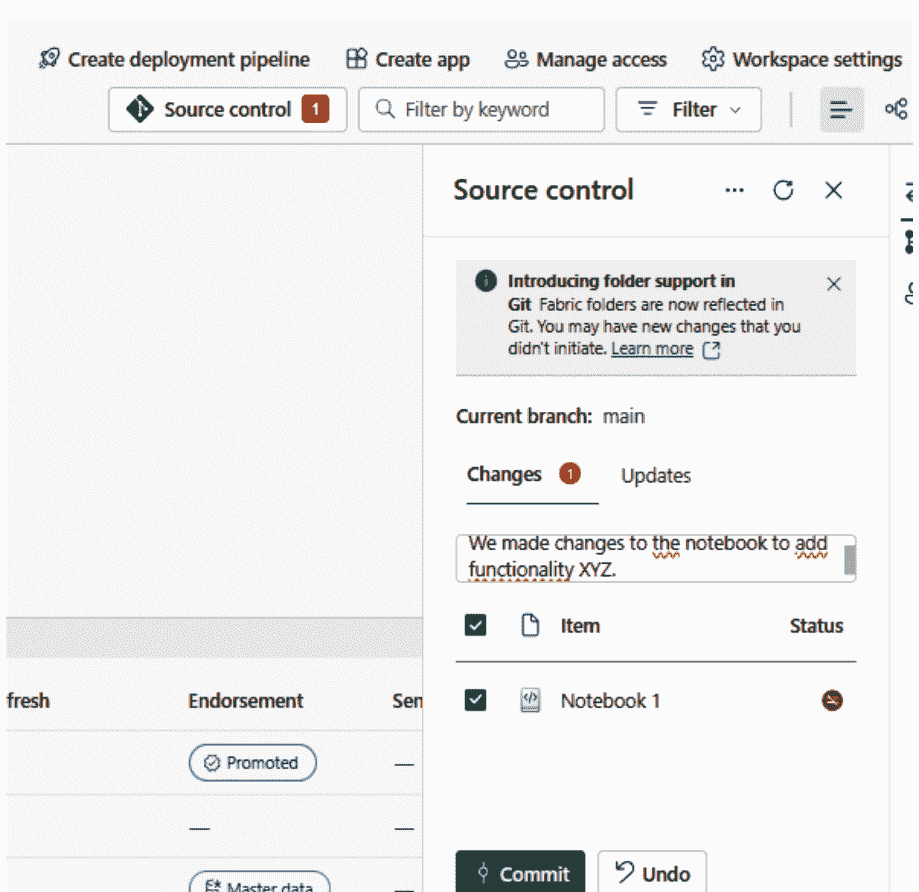 Create deployment pipeline Create app Manage access Workspace settings
Source control 1 Filter by keyword Filter
Source control
Introducing folder support in
Git Fabric folders are now reflected in
Git. You may have new changes that you
didn't initiate. Learn more
Current branch: main
Changes 1 Updates
We made changes to the notebook to add
functionality XYZ.
Item Status
Notebook 1
fresh Endorsement Sen
Promoted —
— —
Master data —
Commit Undo